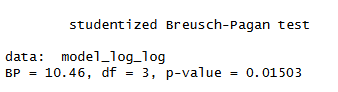 studentized Breusch-Pagan test
data:  model_log_log
BP = 10.46, df = 3, p-value = 0.01503